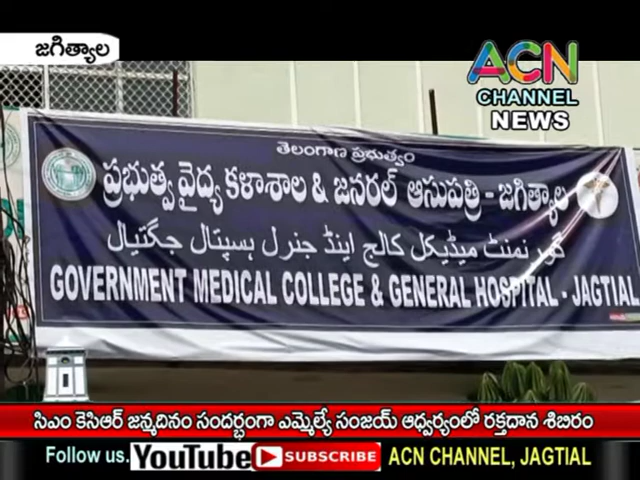 జగిత్యాల
ACN
CHANNEL
NEWS
తెలంగాణ ప్రభుత్వం
ప్రభుత్వ వైద్య కళాశాల & జనరల్ ఆసుపత్రి - జగిత్యాల
گورنمنٹ میڈیکل کالج اینڈ جنرل ہسپتال جگتیال
GOVERNMENT MEDICAL COLLEGE & GENERAL HOSPITAL - JAGTIAL
సిఎం కెసిఆర్ జన్మదినం సందర్భంగా ఎమ్మెల్యే సంజయ్ ఆధ్వర్యంలో రక్తదాన శిబిరం
Follow us. YouTube SUBSCRIBE ACN CHANNEL, JAGTIAL